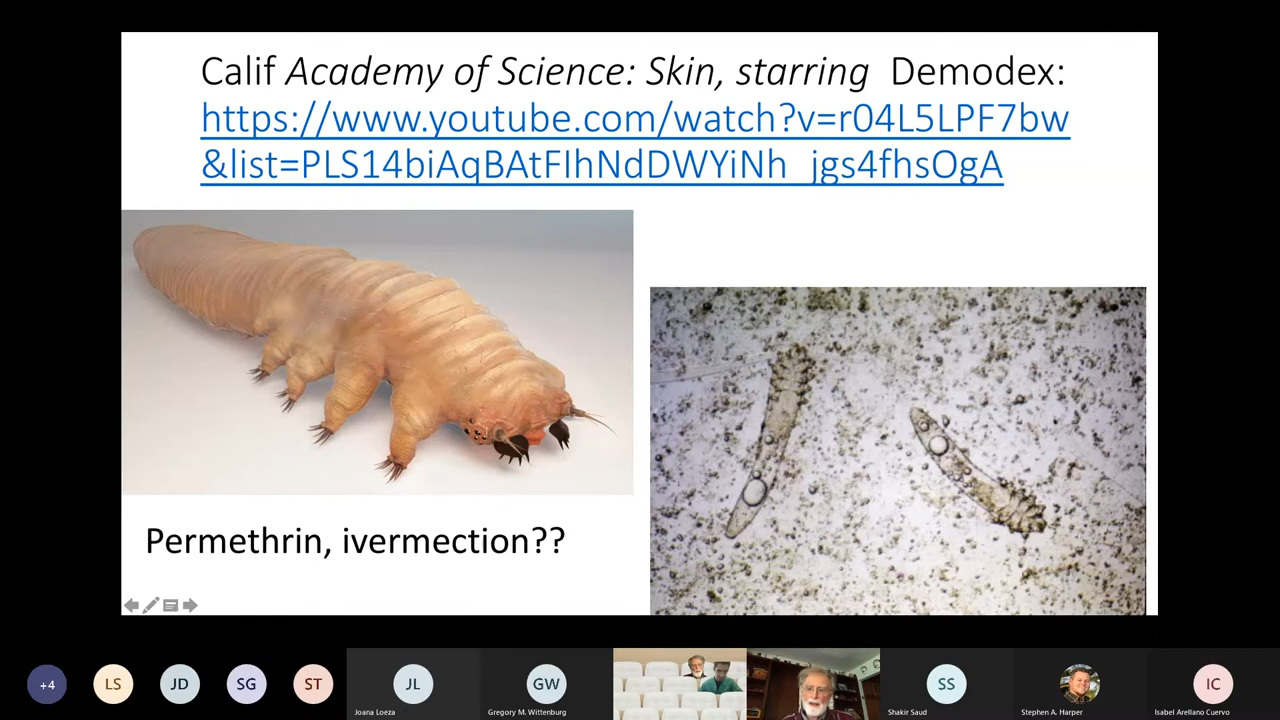 Calif Academy of Science: Skin, starring Demodex:
https://www.youtube.com/watch?v=r04L5LPF7bw
&list=PLS14biAqBAtFIhNdDWYiNh_jgs4fhsOgA
Permethrin, ivermection??
+4
LS
JD
SG
ST
JL
GW
SS
IC
Joana Loeza
Gregory M. Wittenburg
Shakir Saud
Stephen A. Harper
Isabel Arellano Cuervo